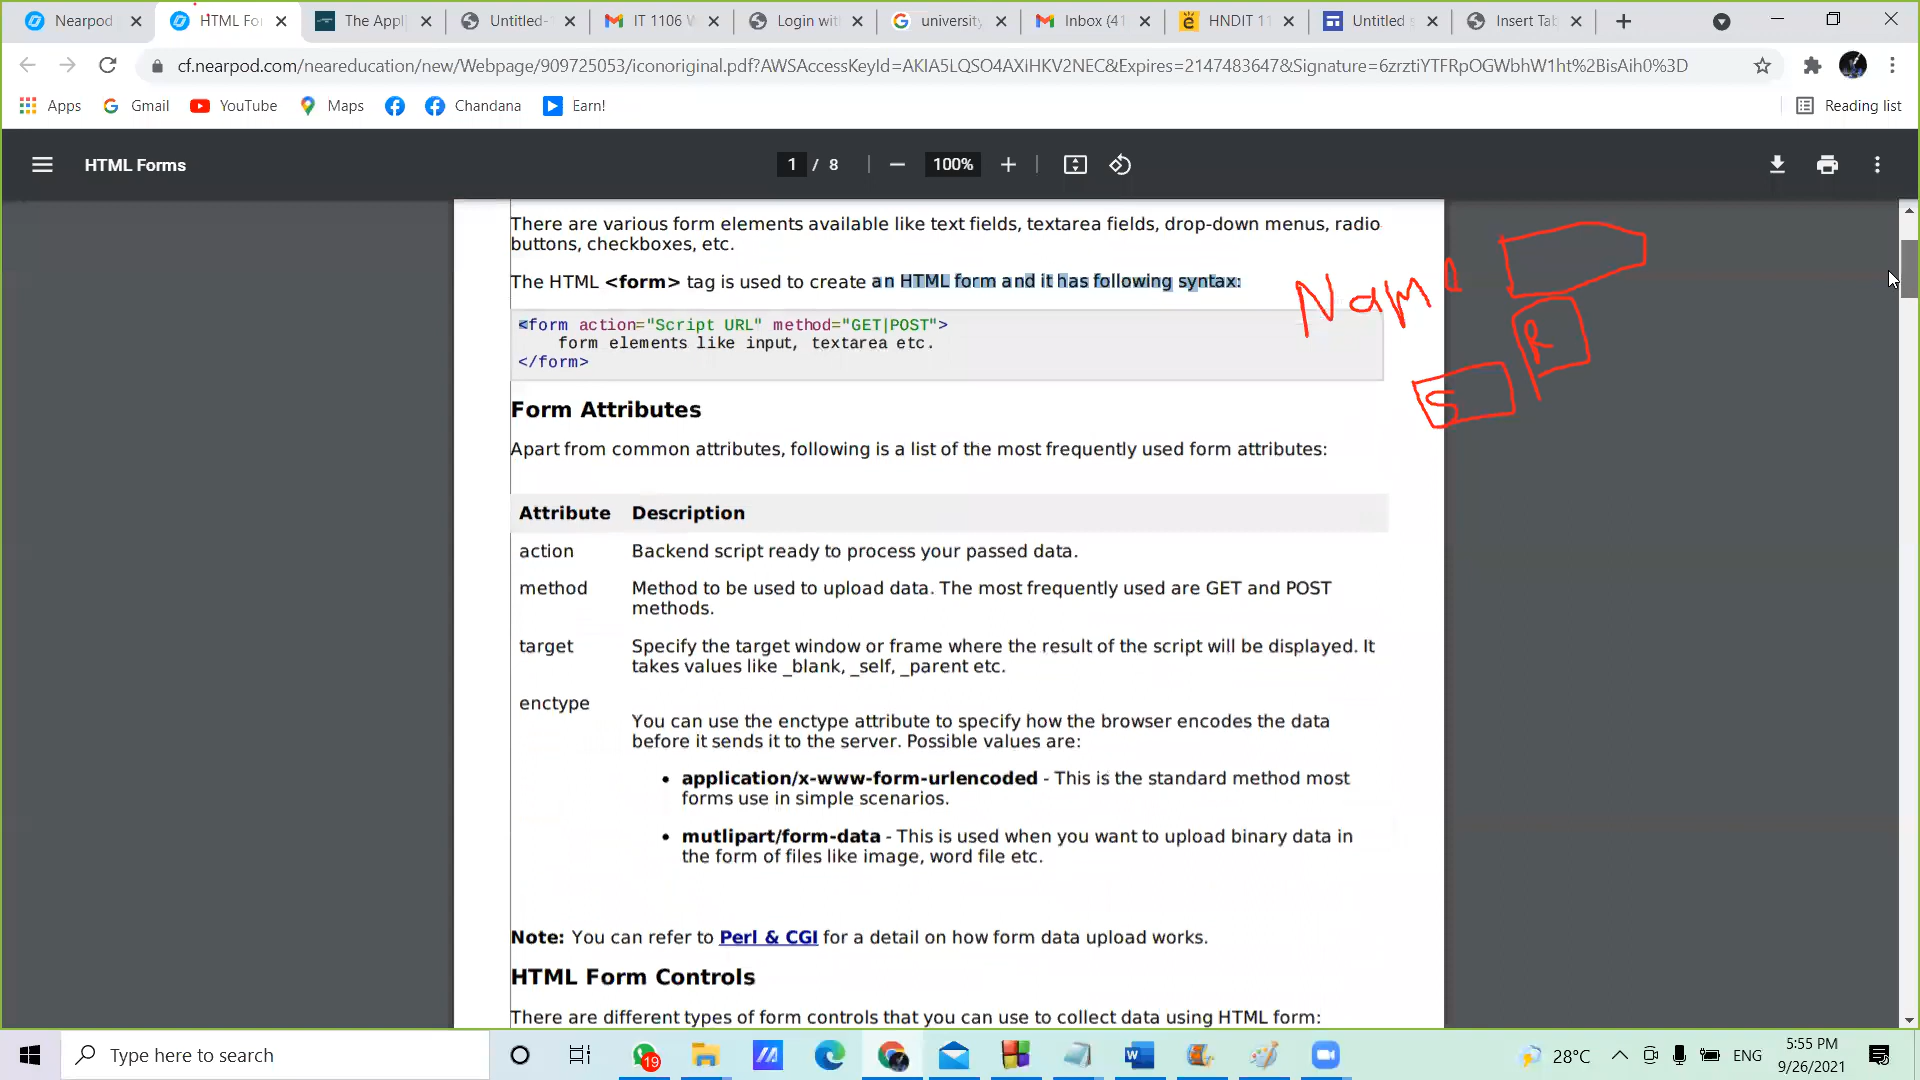 Nearpod
HTML Fo
The Appl
Untitled-
IT 1106 W
Login wit
university
Inbox (41
HNDIT 11
Untitled s
Insert Tab
cf.nearpod.com/neareducation/new/Webpage/909725053/iconoriginal.pdf?AWSAccessKeyId=AKIA5LQSO4AXiHKV2NEC&Expires=2147483647&Signature=6zrztiYTFRpOGWbhW1ht%2BisAih0%3D
Apps Gmail YouTube Maps Chandana Earn! Reading list
HTML Forms 1 / 8 100%
There are various form elements available like text fields, textarea fields, drop-down menus, radio
buttons, checkboxes, etc.
The HTML <form> tag is used to create an HTML form and it has following syntax:
Name
<form action="Script URL" method="GET|POST">
form elements like input, textarea etc.
</form>
R
S
Form Attributes
Apart from common attributes, following is a list of the most frequently used form attributes:
Attribute Description
action Backend script ready to process your passed data.
method Method to be used to upload data. The most frequently used are GET and POST
methods.
target Specify the target window or frame where the result of the script will be displayed. It
takes values like _blank, _self, _parent etc.
enctype
You can use the enctype attribute to specify how the browser encodes the data
before it sends it to the server. Possible values are:
• application/x-www-form-urlencoded - This is the standard method most
forms use in simple scenarios.
• mutlipart/form-data - This is used when you want to upload binary data in
the form of files like image, word file etc.
Note: You can refer to Perl & CGI for a detail on how form data upload works.
HTML Form Controls
There are different types of form controls that you can use to collect data using HTML form:
Type here to search
19
28°C
ENG
5:55 PM
9/26/2021